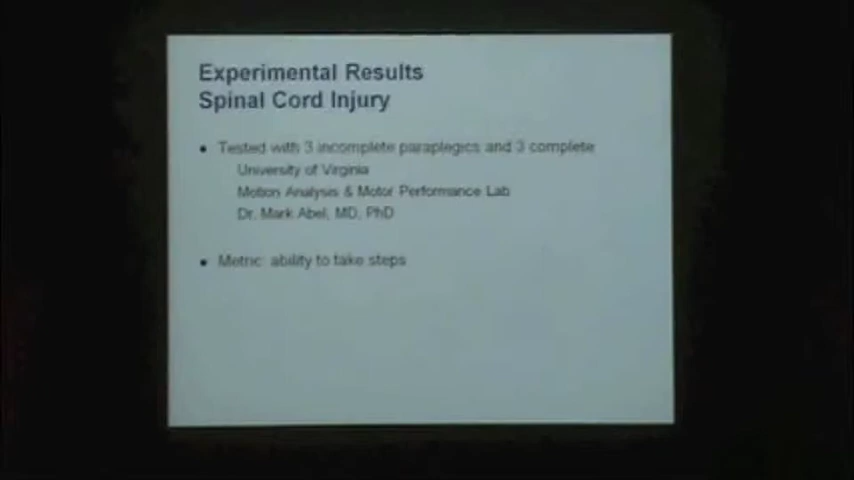 Experimental Results
Spinal Cord Injury
• Tested with 3 incomplete paraplegics and 3 complete
University of Virginia
Motion Analysis & Motor Performance Lab
Dr. Mark Abel, MD, PhD
• Metric: ability to take steps